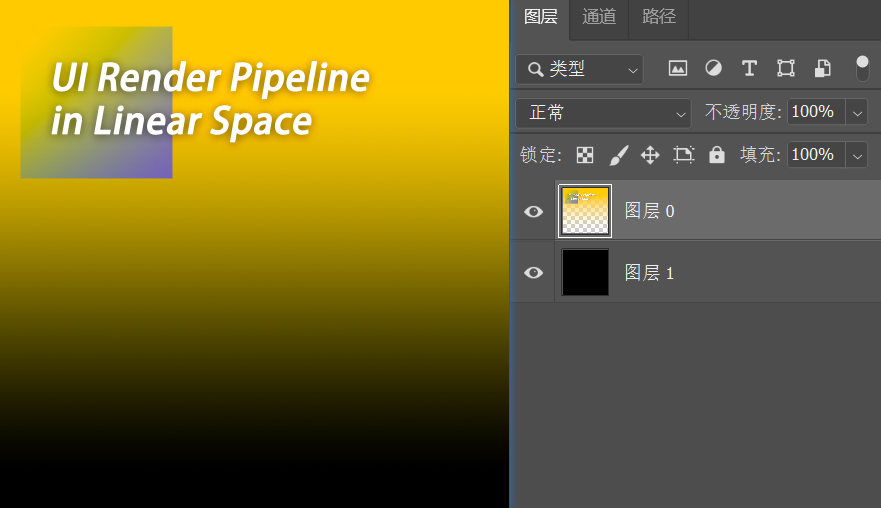 UI Render Pipeline
in Linear Space
图层
通道
路径
类型
正常
不透明度: 100%
锁定:
填充: 100%
图层 0
图层 1